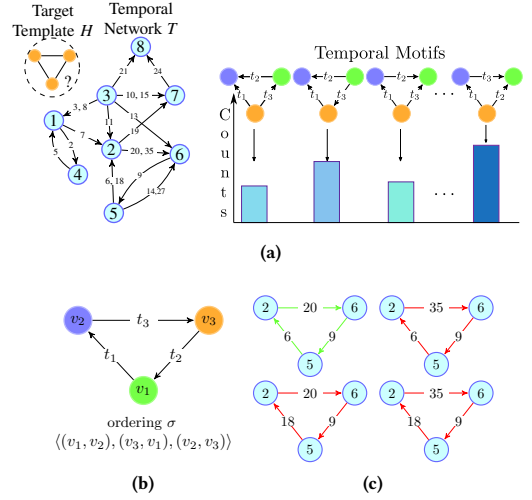 Target
Template H
?
Temporal
Network T
8
21
24
3
10, 15
7
3, 8
13
11
1
7
19
2
20, 35
6
5
2
4
6, 18
9
14,27
5
Temporal Motifs
t₂
t₂
t₂
t₃
t₁
t₃
t₁
t₃
t₁
t₃
t₁
t₂
· · ·
Counts
· · ·
(a)
v₂
t₃
v₃
t₁
t₂
v₁
ordering σ
⟨(v₁, v₂), (v₃, v₁), (v₂, v₃)⟩
(b)
2
20
6
6
9
5
2
35
6
6
9
5
2
20
6
18
9
5
2
35
6
18
9
5
(c)